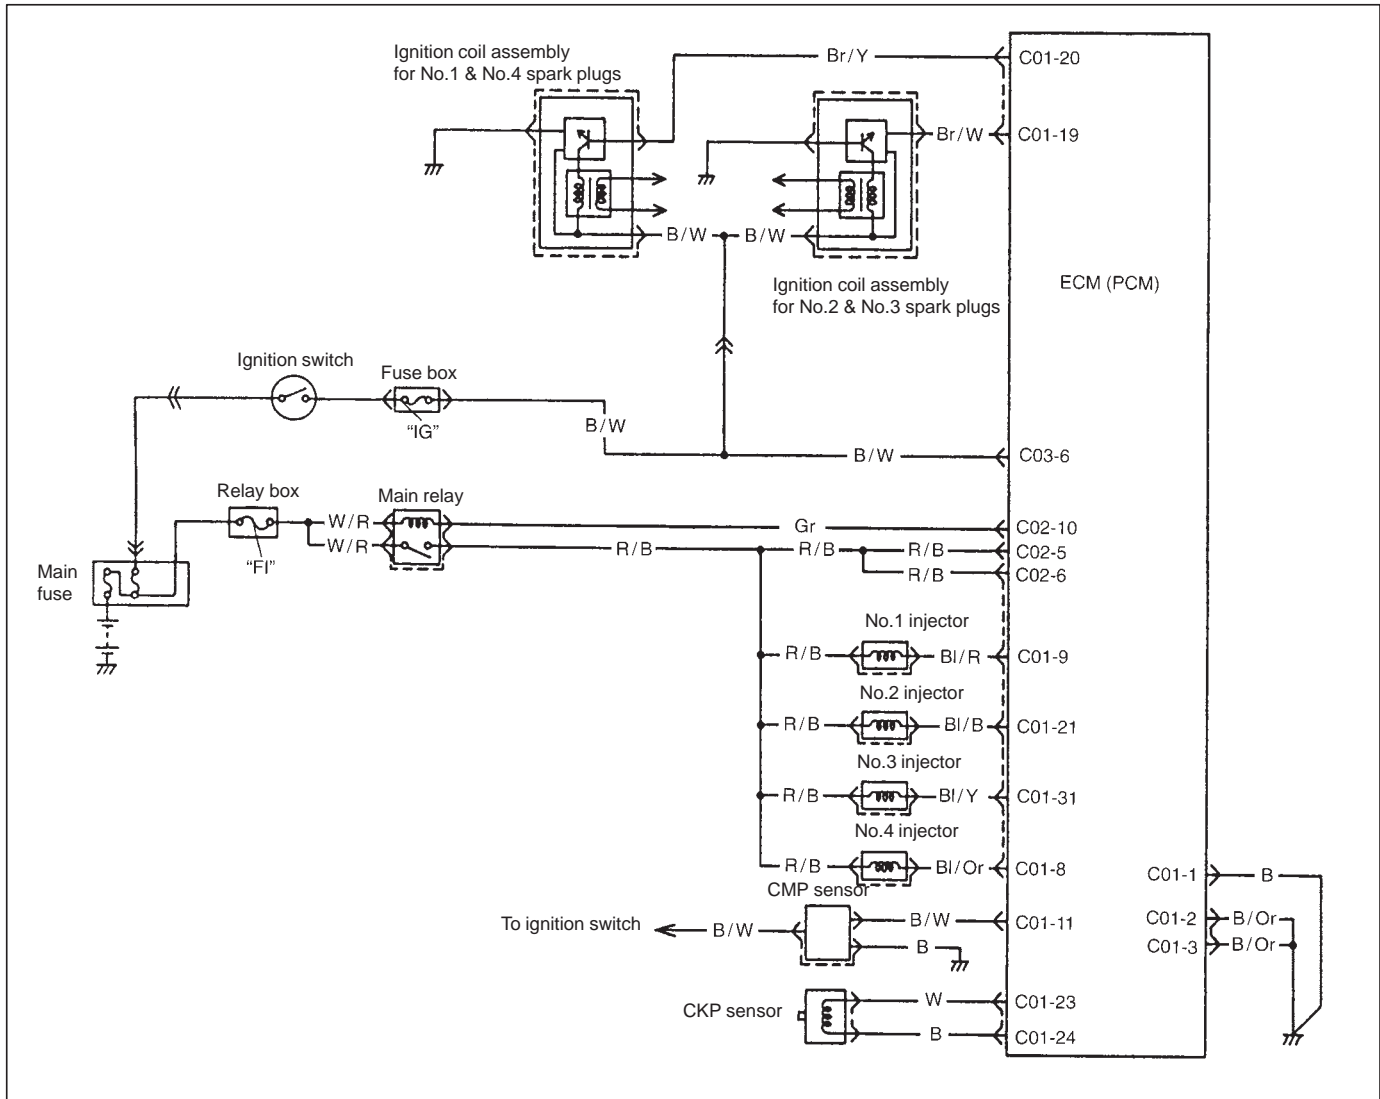 Ignition coil assembly
for No.1 & No.4 spark plugs
Br/Y
C01-20
Br/W
C01-19
B/W
B/W
Ignition coil assembly
for No.2 & No.3 spark plugs
ECM (PCM)
Ignition switch
Fuse box
"IG"
B/W
B/W
C03-6
Relay box
"FI"
Main relay
W/R
W/R
Gr
C02-10
R/B
R/B
R/B
C02-5
R/B
C02-6
Main
fuse
No.1 injector
R/B
Bl/R
C01-9
No.2 injector
R/B
Bl/B
C01-21
No.3 injector
R/B
Bl/Y
C01-31
No.4 injector
R/B
Bl/Or
C01-8
C01-1
B
CMP sensor
To ignition switch
B/W
B/W
C01-11
B
C01-2
B/Or
C01-3
B/Or
CKP sensor
W
C01-23
B
C01-24